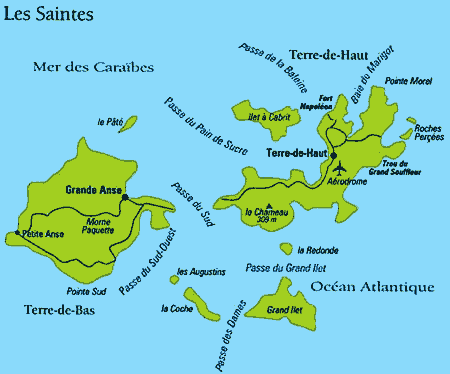 Les Saintes
Mer des Caraïbes
Passe de la Baleine
Terre-de-Haut
Baie du Marigot
Pointe Morel
Fort
Napoléon
Ilet à Cabrit
le Pâté
Passe du Pain de Sucre
Roches
Perçées
Terre-de-Haut
Trou du
Grand Souffleur
Aérodrome
Grande Anse
Passe du Sud
la Chameau
309 m
Morne
Paquette
Petite Anse
Passe du Sud-Ouest
la Redonde
Passe du Grand Ilet
les Augustins
Pointe Sud
Océan Atlantique
Terre-de-Bas
la Coche
Passe des Dames
Grand Ilet